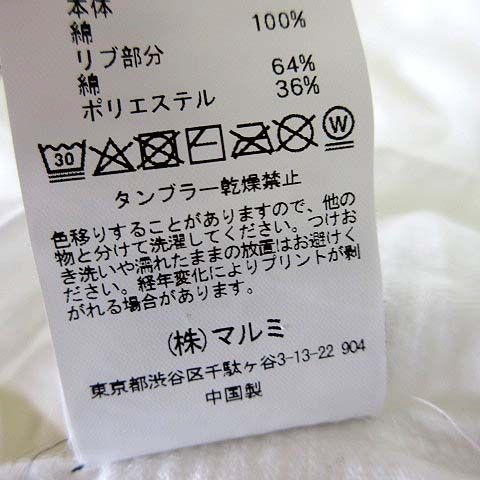 本体
綿 100%
リブ部分
綿 64%
ポリエステル 36%
30 W
タンブラー乾燥禁止
色移りすることがありますので、他の
物と分けて洗濯してください。つけお
き洗いや濡れたままの放置はお避けく
ださい。経年変化によりプリントが剥
がれる場合があります。
(株)マルミ
東京都渋谷区千駄ヶ谷3-13-22 904
中国製